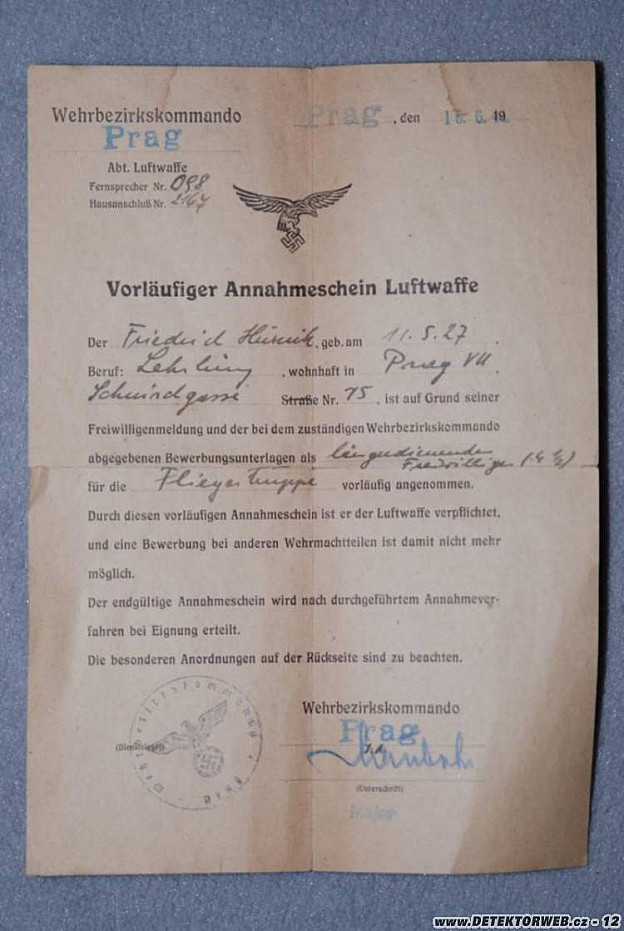 Wehrbezirkskommando
Prag
Prag, den 16. 6. 19
Abt. Luftwaffe
Fernsprecher Nr. 098
Hausanschluß Nr. 2167
Vorläufiger Annahmeschein Luftwaffe
Der Friedrich, geb. am 11. 5. 27.
Beruf: Lehrling, wohnhaft in Prag VII.
Schmidgasse Straße Nr. 75, ist auf Grund seiner
Freiwilligenmeldung und der bei dem zuständigen Wehrbezirkskommando
abgegebenen Bewerbungsunterlagen als längerdienender
Freiwilliger
für die Fliegertruppe vorläufig angenommen.
Durch diesen vorläufigen Annahmeschein ist er der Luftwaffe verpflichtet,
und eine Bewerbung bei anderen Wehrmachtteilen ist damit nicht mehr
möglich.
Der endgültige Annahmeschein wird nach durchgeführtem Annahmever-
fahren bei Eignung erteilt.
Die besonderen Anordnungen auf der Rückseite sind zu beachten.
Wehrbezirkskommando
Prag
Wehrbezirkskommando Prag
(Dienstsiegel)
(Unterschrift)
Major
www.DETEKTORWEB.cz - 12